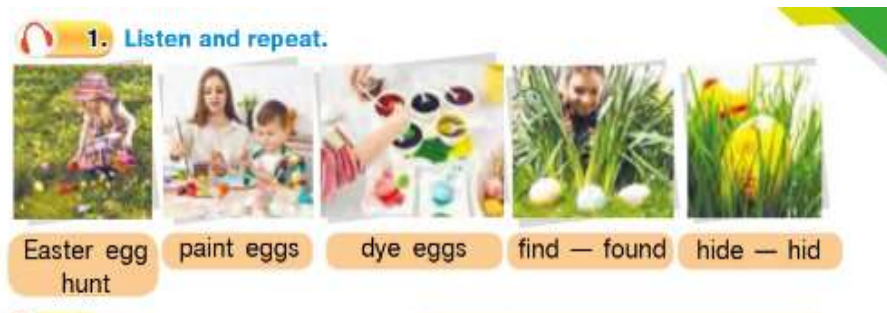 1. Listen and repeat.
Easter egg
hunt
paint eggs
dye eggs
find — found
hide — hid